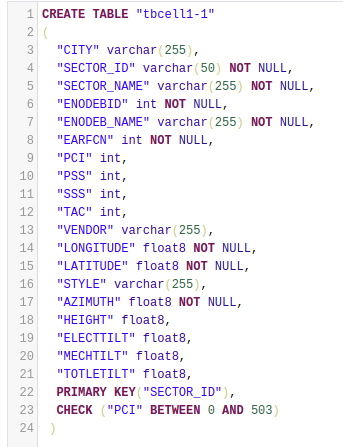 1 CREATE TABLE "tbcell1-1"
2 (
3 "CITY" varchar(255),
4 "SECTOR_ID" varchar(50) NOT NULL,
5 "SECTOR_NAME" varchar(255) NOT NULL,
6 "ENODEBID" int NOT NULL,
7 "ENODEB_NAME" varchar(255) NOT NULL,
8 "EARFCN" int NOT NULL,
9 "PCI" int,
10 "PSS" int,
11 "SSS" int,
12 "TAC" int,
13 "VENDOR" varchar(255),
14 "LONGITUDE" float8 NOT NULL,
15 "LATITUDE" float8 NOT NULL,
16 "STYLE" varchar(255),
17 "AZIMUTH" float8 NOT NULL,
18 "HEIGHT" float8,
19 "ELECTTILT" float8,
20 "MECHTILT" float8,
21 "TOTLETILT" float8,
22 PRIMARY KEY("SECTOR_ID"),
23 CHECK ("PCI" BETWEEN 0 AND 503)
24 )